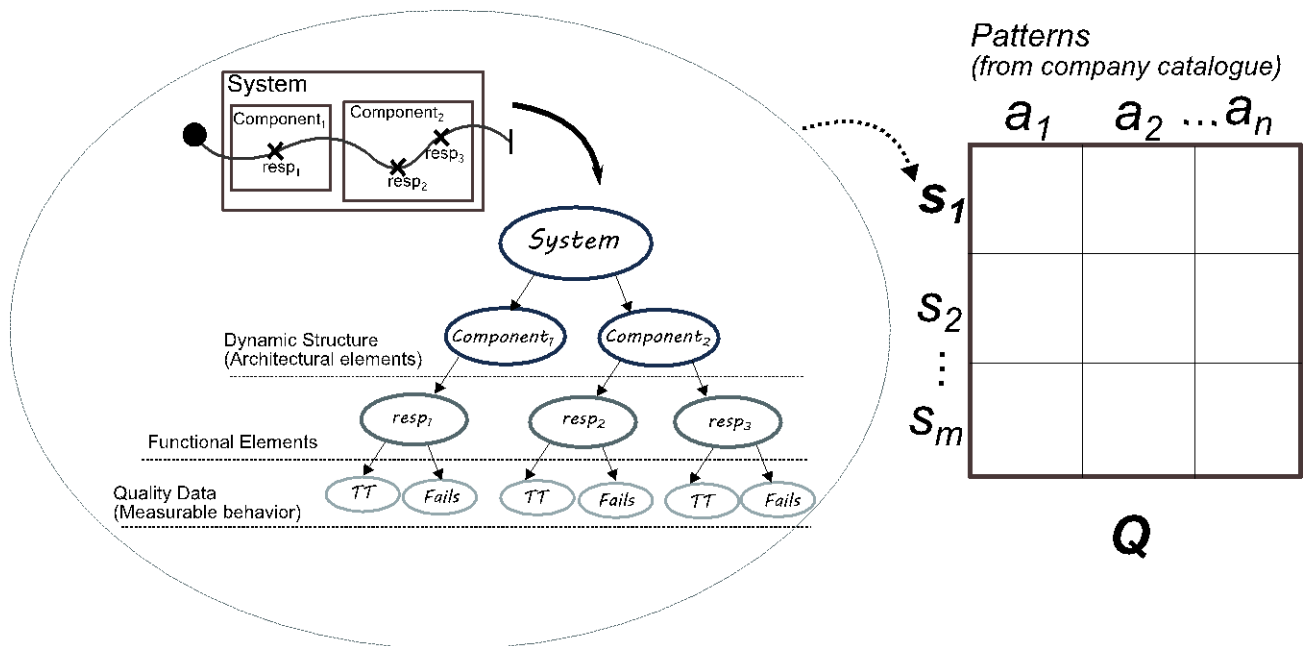 Patterns
(from company catalogue)
a1 a2 ...an
System
Component1
Component2
resp1
resp2
resp3
s1
System
s2
Dynamic Structure
(Architectural elements)
Component1
Component2
sm
Functional Elements
resp1
resp2
resp3
Quality Data
(Measurable behavior)
TT
Fails
TT
Fails
TT
Fails
Q